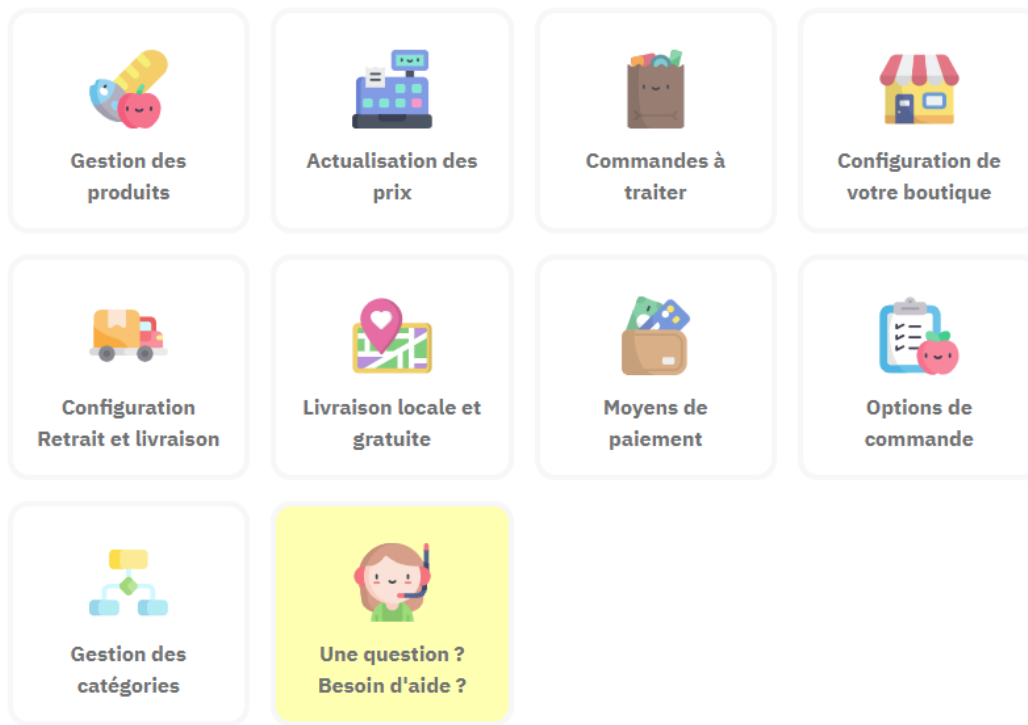 Gestion des
produits
Actualisation des
prix
Commandes à
traiter
Configuration de
votre boutique
Configuration
Retrait et livraison
Livraison locale et
gratuite
Moyens de
paiement
Options de
commande
Gestion des
catégories
Une question ?
Besoin d'aide ?